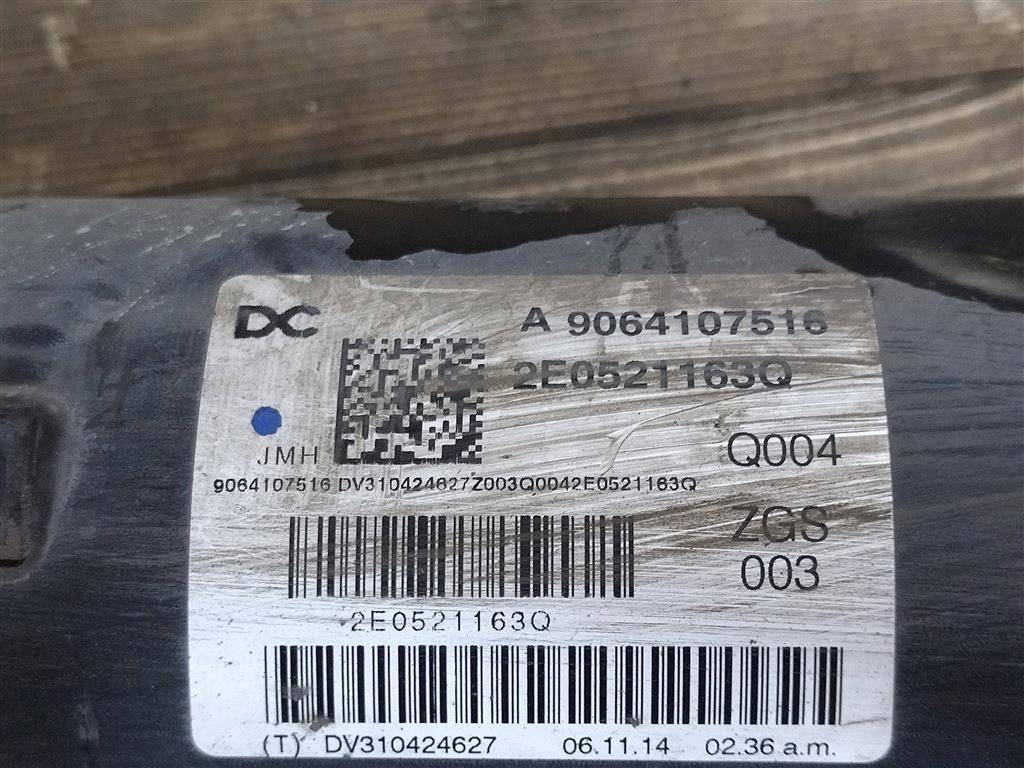 DC
A 9064107516
2E0521163Q
JMH
Q004
9064107516 DV310424627Z003Q0042E0521163Q
ZGS
003
2E0521163Q
(T) DV310424627 06.11.14 02.36 a.m.